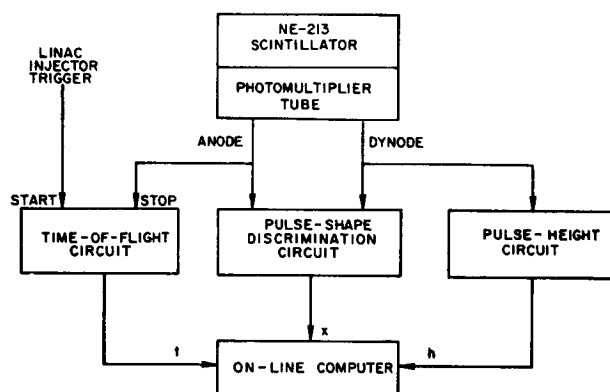 NE-213
SCINTILLATOR
LINAC
INJECTOR
TRIGGER
PHOTOMULTIPLIER
TUBE
ANODE
DYNODE
START
STOP
TIME-OF-FLIGHT
CIRCUIT
PULSE-SHAPE
DISCRIMINATION
CIRCUIT
PULSE-HEIGHT
CIRCUIT
t
x
h
ON-LINE COMPUTER